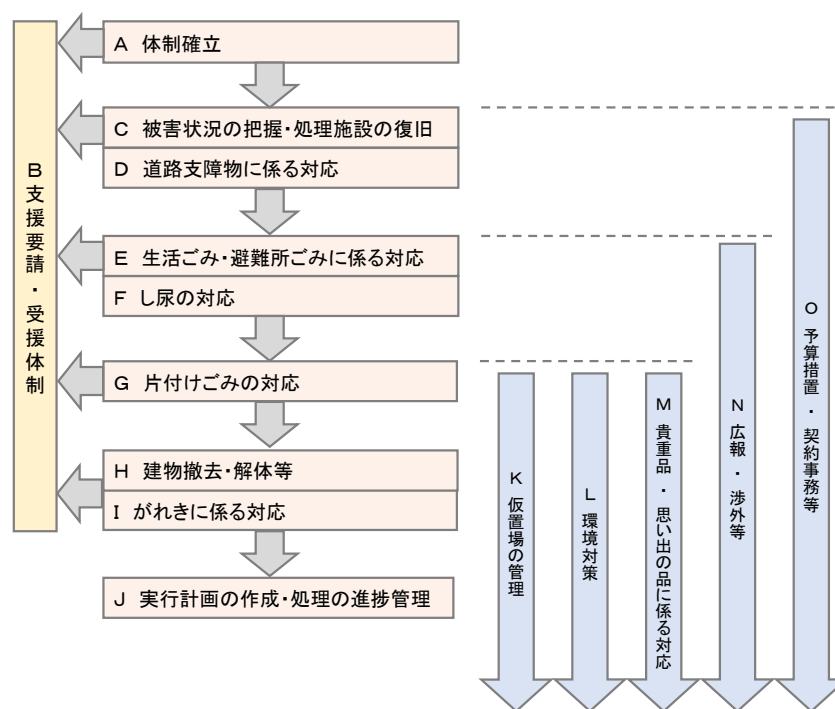 A 体制確立
B 支援要請・受援体制
C 被害状況の把握・処理施設の復旧
D 道路支障物に係る対応
E 生活ごみ・避難所ごみに係る対応
F し尿の対応
G 片付けごみの対応
H 建物撤去・解体等
I がれきに係る対応
J 実行計画の作成・処理の進捗管理
K 仮置場の管理
L 環境対策
M 貴重品・思い出の品に係る対応
N 広報・渉外等
O 予算措置・契約事務等